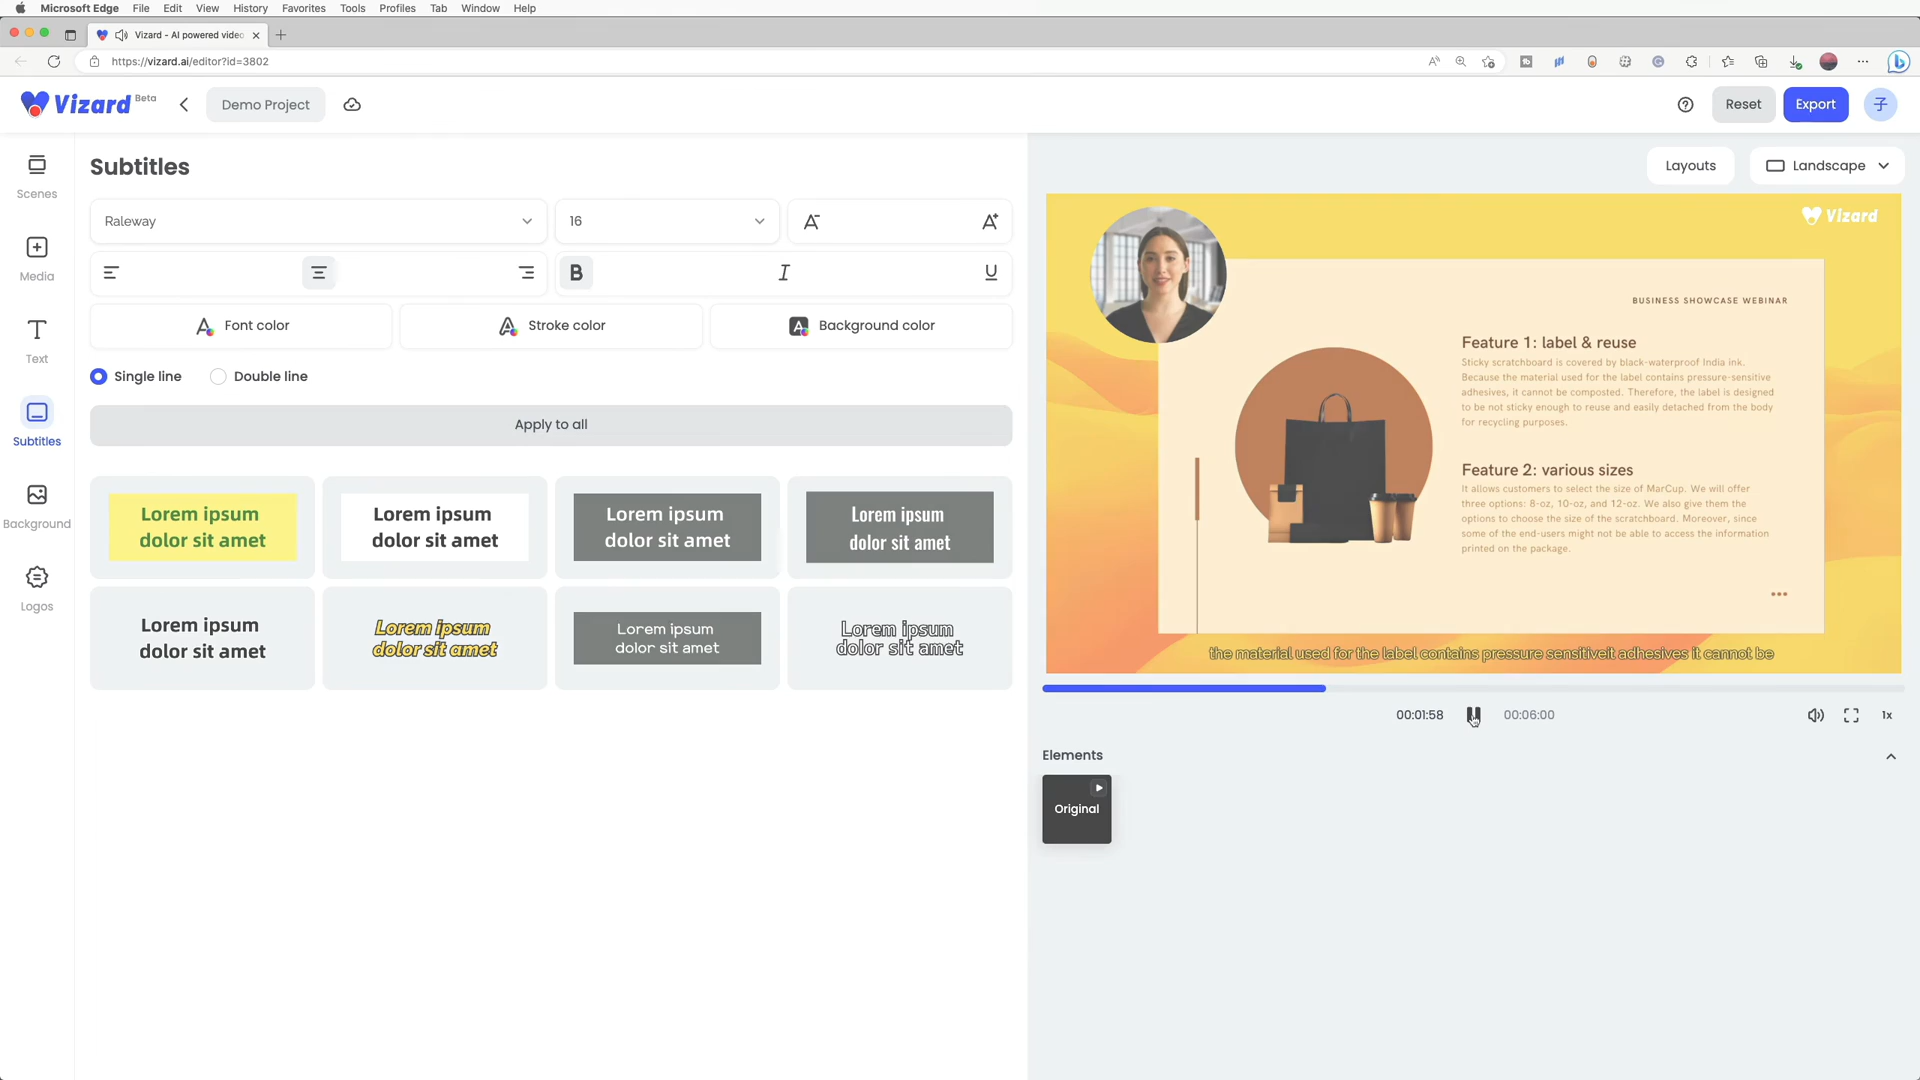 Microsoft Edge File Edit View History Favorites Tools Profiles Tab Window Help
Vizard - AI powered video
https://vizard.ai/editor?id=3802
Vizard Beta
Demo Project
Reset
Export
子
Scenes
Media
Text
Subtitles
Background
Logos
Subtitles
Raleway
16
B I U
Font color
Stroke color
Background color
Single line
Double line
Apply to all
Lorem ipsum
dolor sit amet
Lorem ipsum
dolor sit amet
Lorem ipsum
dolor sit amet
Lorem ipsum
dolor sit amet
Lorem ipsum
dolor sit amet
Lorem ipsum
dolor sit amet
Lorem ipsum
dolor sit amet
Lorem ipsum
dolor sit amet
Layouts
Landscape
Vizard
BUSINESS SHOWCASE WEBINAR
Feature 1: label & reuse
Sticky scratchboard is covered by black-waterproof India ink.
Because the material used for the label contains pressure-sensitive
adhesives, it cannot be composted. Therefore, the label is designed
to be not sticky enough to reuse and easily detached from the body
for recycling purposes.
Feature 2: various sizes
It allows customers to select the size of MarCup. We will offer
three options: 8-oz, 10-oz, and 12-oz. We also give them the
options to choose the size of the scratchboard. Moreover, since
some of the end-users might not be able to access the information
printed on the package.
the material used for the label contains pressure sensitiveit adhesives it cannot be
00:01:58
00:06:00
1x
Elements
Original